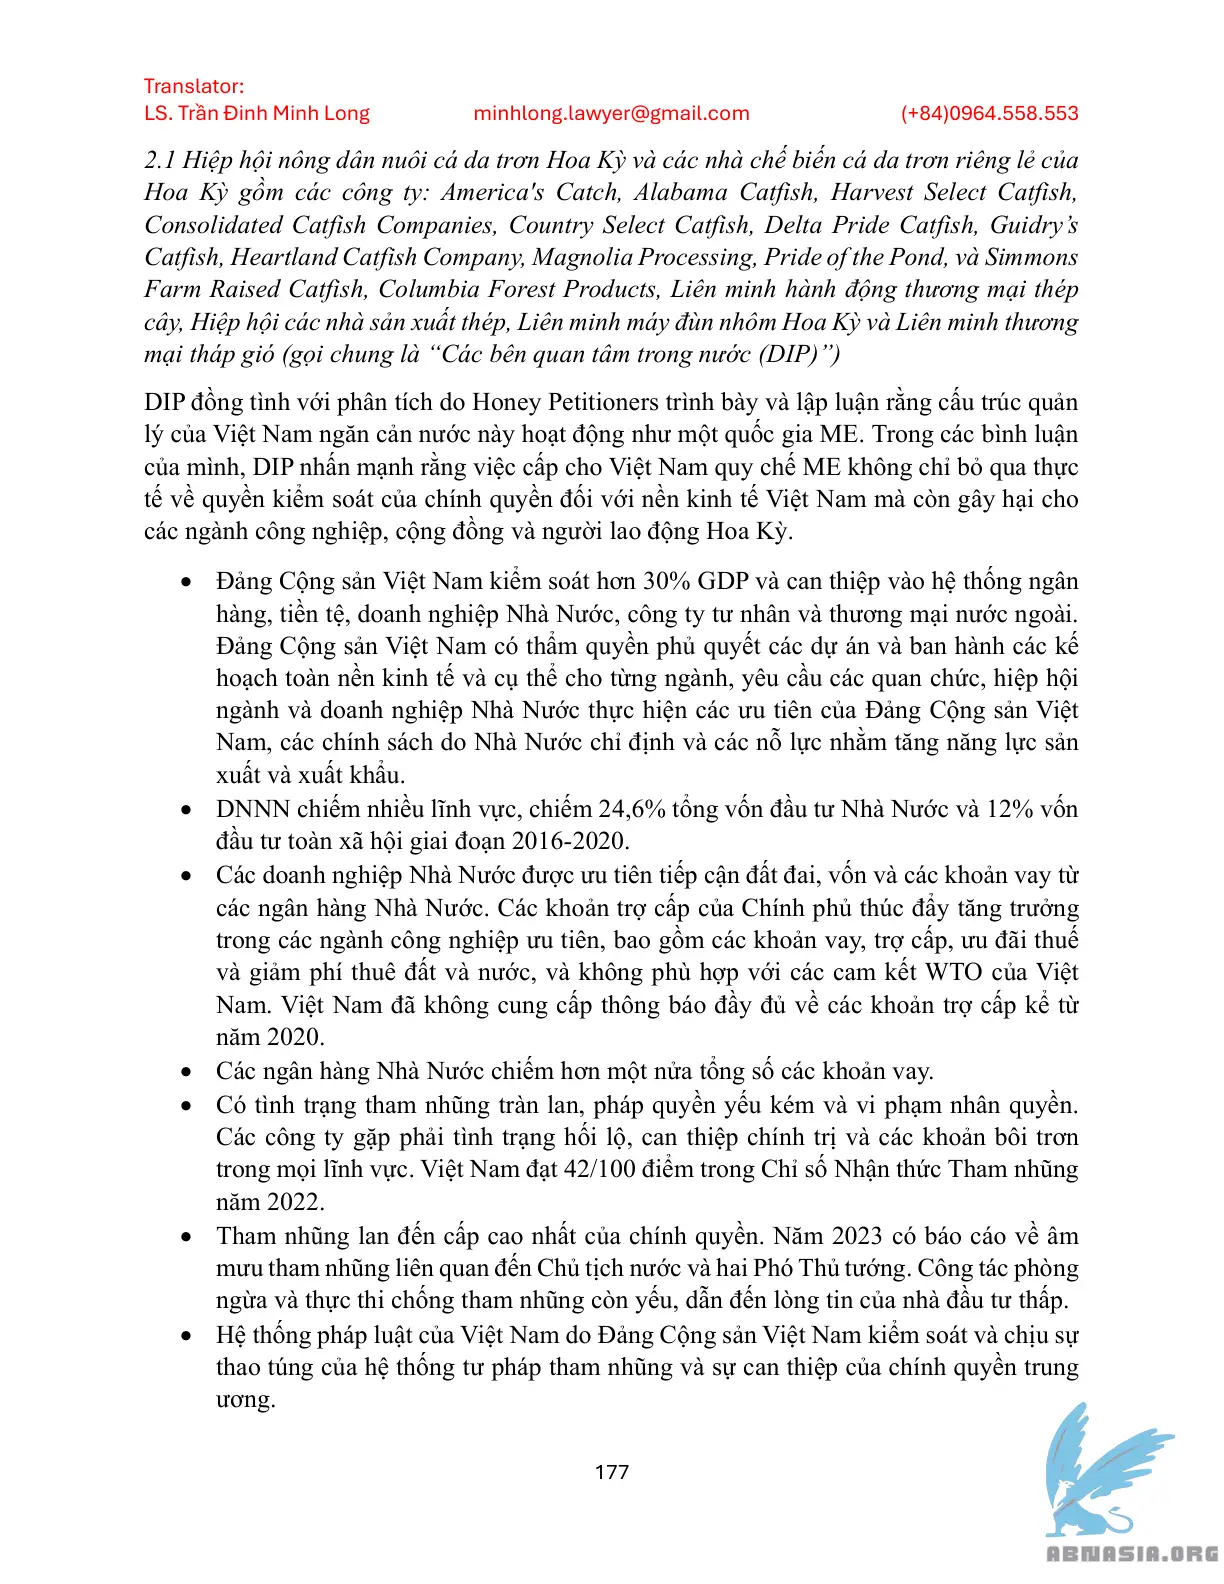 Translator:
LS. Trần Đinh Minh Long minhlong.lawyer@gmail.com (+84)0964.558.553
2.1 Hiệp hội nông dân nuôi cá da trơn Hoa Kỳ và các nhà chế biến cá da trơn riêng lẻ của
Hoa Kỳ gồm các công ty: America's Catch, Alabama Catfish, Harvest Select Catfish,
Consolidated Catfish Companies, Country Select Catfish, Delta Pride Catfish, Guidry’s
Catfish, Heartland Catfish Company, Magnolia Processing, Pride of the Pond, và Simmons
Farm Raised Catfish, Columbia Forest Products, Liên minh hành động thương mại thép
cây, Hiệp hội các nhà sản xuất thép, Liên minh máy đùn nhôm Hoa Kỳ và Liên minh thương
mại tháp gió (gọi chung là “Các bên quan tâm trong nước (DIP)”)
DIP đồng tình với phân tích do Honey Petitioners trình bày và lập luận rằng cấu trúc quản
lý của Việt Nam ngăn cản nước này hoạt động như một quốc gia ME. Trong các bình luận
của mình, DIP nhấn mạnh rằng việc cấp cho Việt Nam quy chế ME không chỉ bỏ qua thực
tế về quyền kiểm soát của chính quyền đối với nền kinh tế Việt Nam mà còn gây hại cho
các ngành công nghiệp, cộng đồng và người lao động Hoa Kỳ.
• Đảng Cộng sản Việt Nam kiểm soát hơn 30% GDP và can thiệp vào hệ thống ngân
hàng, tiền tệ, doanh nghiệp Nhà Nước, công ty tư nhân và thương mại nước ngoài.
Đảng Cộng sản Việt Nam có thẩm quyền phủ quyết các dự án và ban hành các kế
hoạch toàn nền kinh tế và cụ thể cho từng ngành, yêu cầu các quan chức, hiệp hội
ngành và doanh nghiệp Nhà Nước thực hiện các ưu tiên của Đảng Cộng sản Việt
Nam, các chính sách do Nhà Nước chỉ định và các nỗ lực nhằm tăng năng lực sản
xuất và xuất khẩu.
• DNNN chiếm nhiều lĩnh vực, chiếm 24,6% tổng vốn đầu tư Nhà Nước và 12% vốn
đầu tư toàn xã hội giai đoạn 2016-2020.
• Các doanh nghiệp Nhà Nước được ưu tiên tiếp cận đất đai, vốn và các khoản vay từ
các ngân hàng Nhà Nước. Các khoản trợ cấp của Chính phủ thúc đẩy tăng trưởng
trong các ngành công nghiệp ưu tiên, bao gồm các khoản vay, trợ cấp, ưu đãi thuế
và giảm phí thuê đất và nước, và không phù hợp với các cam kết WTO của Việt
Nam. Việt Nam đã không cung cấp thông báo đầy đủ về các khoản trợ cấp kể từ
năm 2020.
• Các ngân hàng Nhà Nước chiếm hơn một nửa tổng số các khoản vay.
• Có tình trạng tham nhũng tràn lan, pháp quyền yếu kém và vi phạm nhân quyền.
Các công ty gặp phải tình trạng hối lộ, can thiệp chính trị và các khoản bôi trơn
trong mọi lĩnh vực. Việt Nam đạt 42/100 điểm trong Chỉ số Nhận thức Tham nhũng
năm 2022.
• Tham nhũng lan đến cấp cao nhất của chính quyền. Năm 2023 có báo cáo về âm
mưu tham nhũng liên quan đến Chủ tịch nước và hai Phó Thủ tướng. Công tác phòng
ngừa và thực thi chống tham nhũng còn yếu, dẫn đến lòng tin của nhà đầu tư thấp.
• Hệ thống pháp luật của Việt Nam do Đảng Cộng sản Việt Nam kiểm soát và chịu sự
thao túng của hệ thống tư pháp tham nhũng và sự can thiệp của chính quyền trung
ương.
177
ABNASIA.ORG